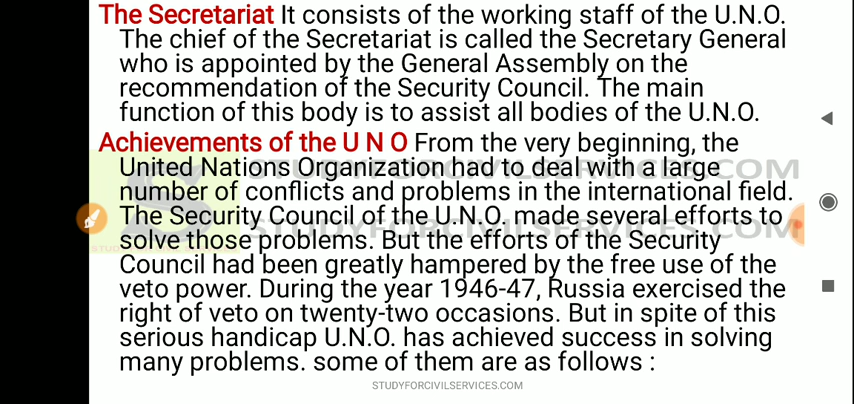 The Secretariat It consists of the working staff of the U.N.O.
The chief of the Secretariat is called the Secretary General
who is appointed by the General Assembly on the
recommendation of the Security Council. The main
function of this body is to assist all bodies of the U.N.O.
Achievements of the U N O From the very beginning, the
United Nations Organization had to deal with a large
number of conflicts and problems in the international field.
The Security Council of the U.N.O. made several efforts to
solve those problems. But the efforts of the Security
Council had been greatly hampered by the free use of the
veto power. During the year 1946-47, Russia exercised the
right of veto on twenty-two occasions. But in spite of this
serious handicap U.N.O. has achieved success in solving
many problems. some of them are as follows :
STUDYFORCIVILSERVICES.COM